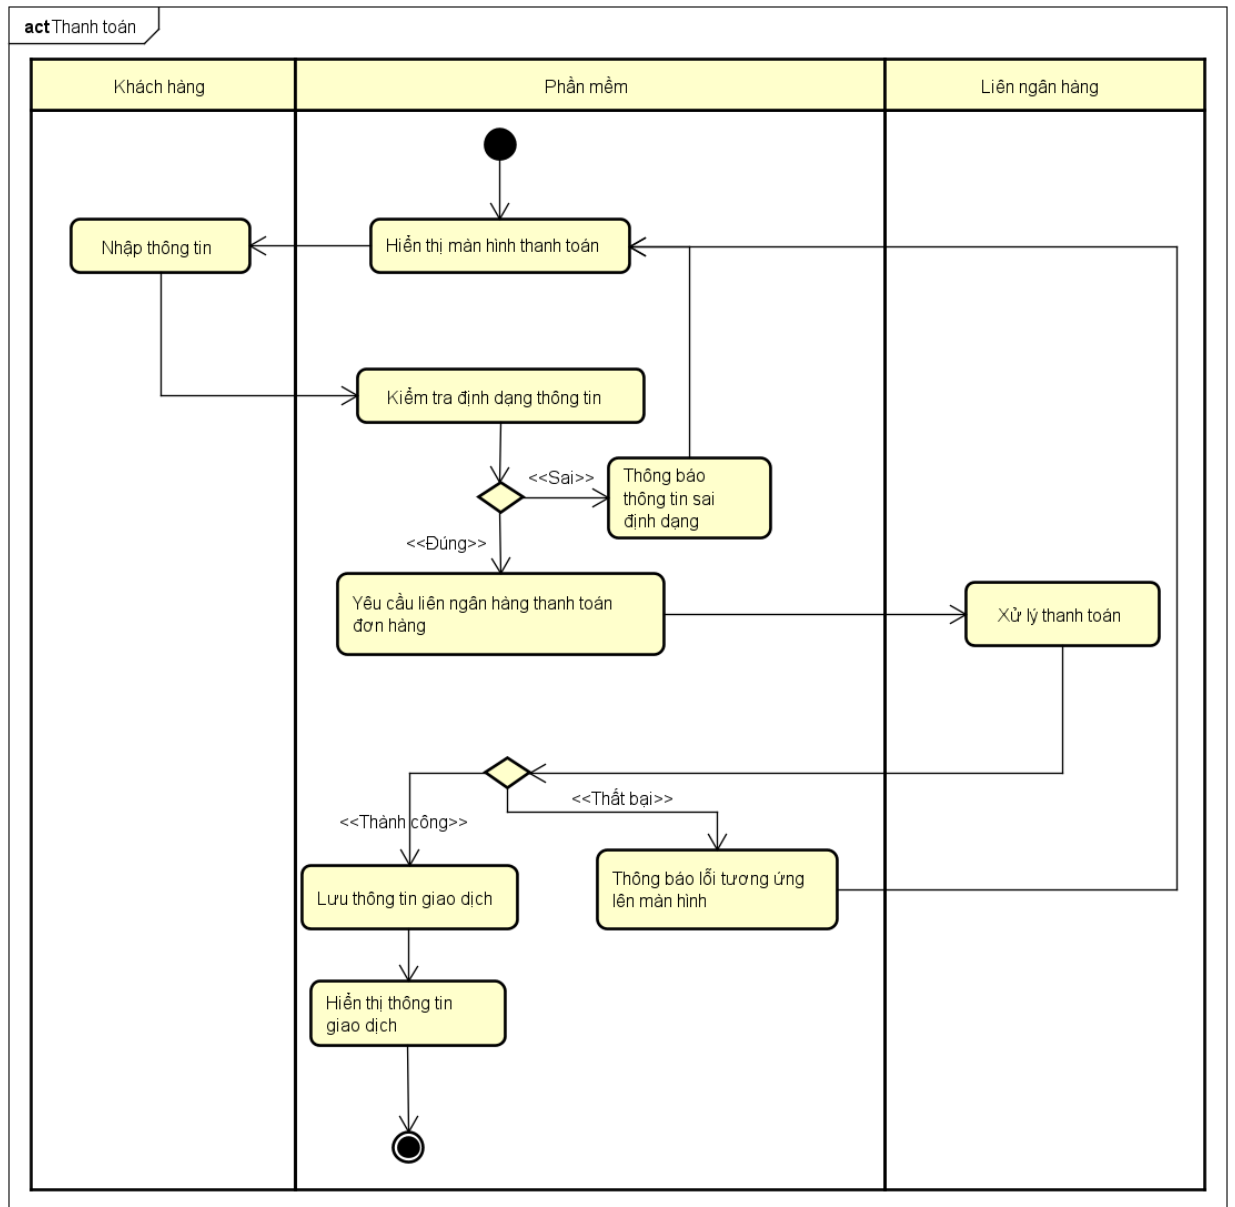 act Thanh toán
Khách hàng
Phần mềm
Liên ngân hàng
Nhập thông tin
Hiển thị màn hình thanh toán
Kiểm tra định dạng thông tin
<<Sai>>
Thông báo
thông tin sai
định dạng
<<Đúng>>
Yêu cầu liên ngân hàng thanh toán
đơn hàng
Xử lý thanh toán
<<Thất bại>>
<<Thành công>>
Thông báo lỗi tương ứng
lên màn hình
Lưu thông tin giao dịch
Hiển thị thông tin
giao dịch